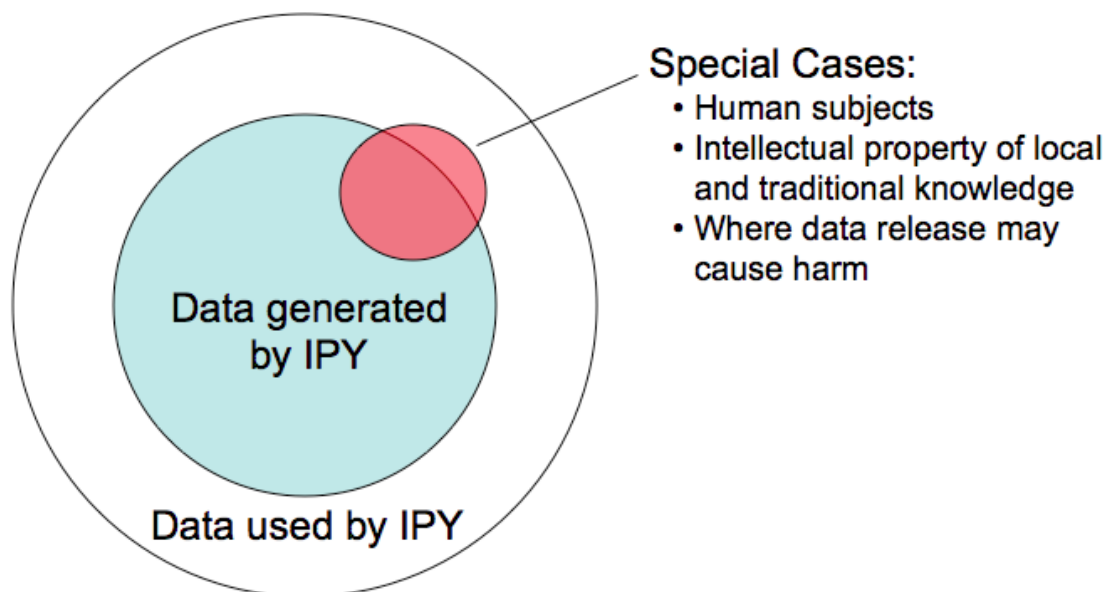 Special Cases:
• Human subjects
• Intellectual property of local
and traditional knowledge
• Where data release may
cause harm
Data generated
by IPY
Data used by IPY